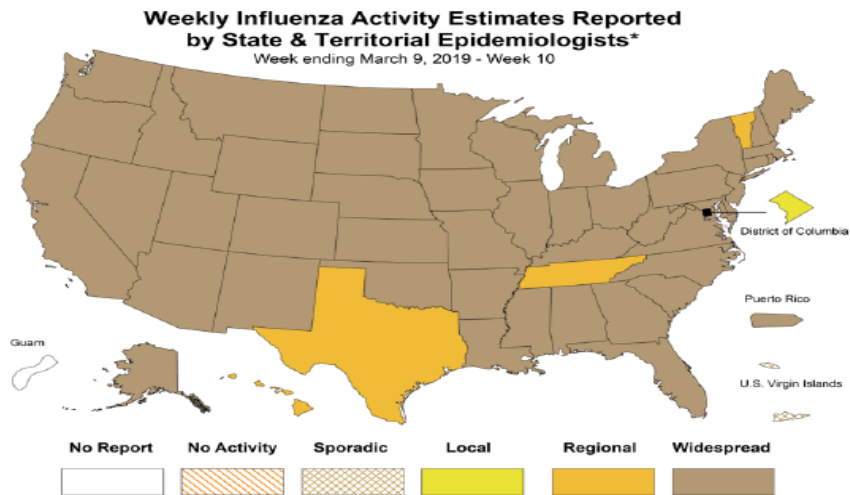 Weekly Influenza Activity Estimates Reported
by State & Territorial Epidemiologists*
Week ending March 9, 2019 - Week 10
District of Columbia
Puerto Rico
Guam
U.S. Virgin Islands
No Report
No Activity
Sporadic
Local
Regional
Widespread